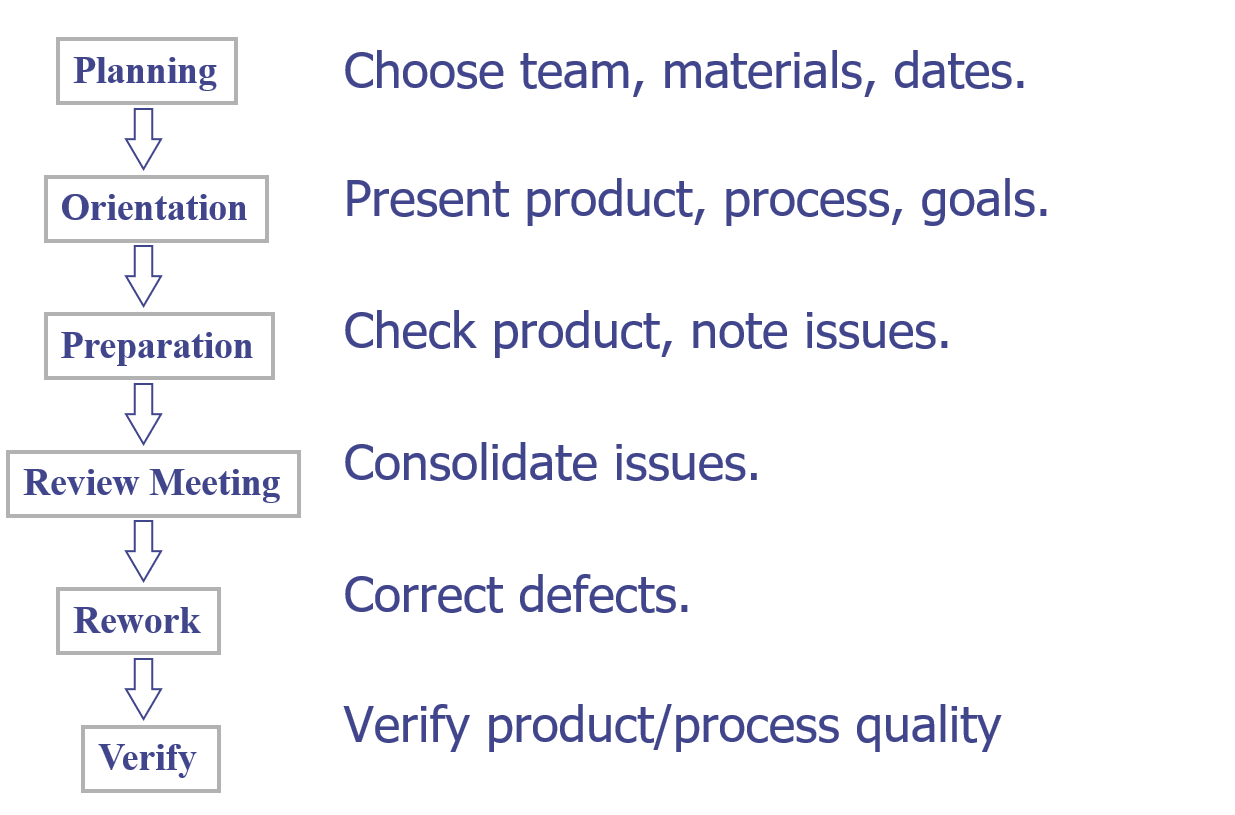 Planning
Choose team, materials, dates.
Orientation
Present product, process, goals.
Preparation
Check product, note issues.
Review Meeting
Consolidate issues.
Rework
Correct defects.
Verify
Verify product/process quality